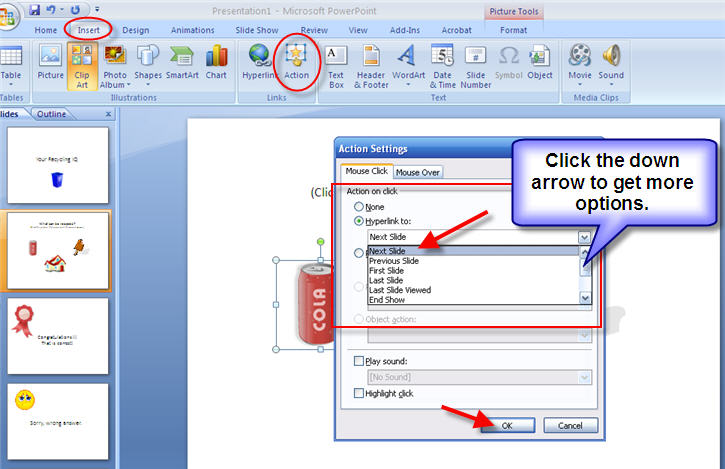 Presentation1 - Microsoft PowerPoint
Picture Tools
Home Insert Design Animations Slide Show Review View Add-Ins Acrobat Format
Table Picture Clip Art Photo Album Shapes SmartArt Chart Hyperlink Action Text Box Header & Footer WordArt Date & Time Slide Number Symbol Object Movie Sound
Tables Illustrations Links Text Media Clips
lides Outline
Your Recycling IQ
What can be recycled?
Congratulations!!!
That is correct!
Sorry, wrong answer.
(Clic
COLA
Action Settings
Mouse Click Mouse Over
Action on click
None
Hyperlink to:
Next Slide
Next Slide
Previous Slide
First Slide
Last Slide
Last Slide Viewed
End Show
Object action:
Play sound:
[No Sound]
Highlight click
OK Cancel
Click the down
arrow to get more
options.